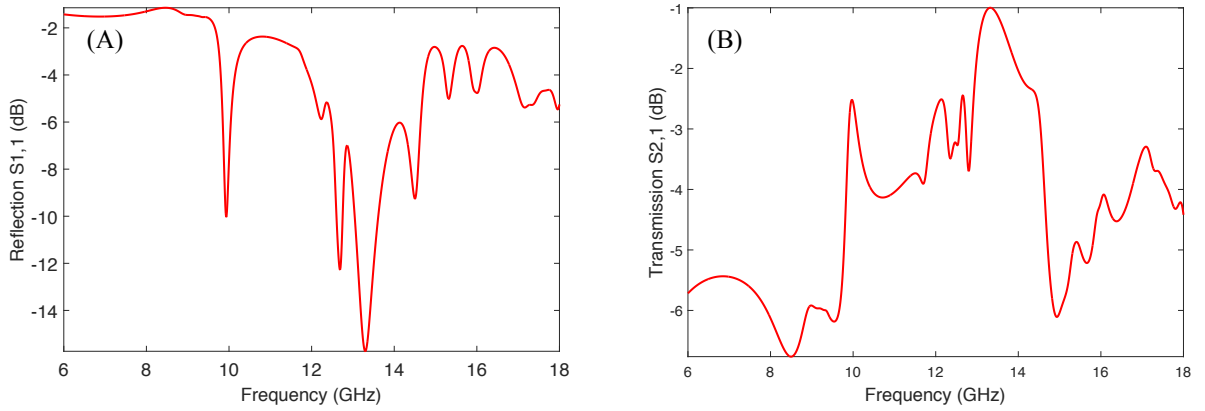 (A)
Reflection S1,1 (dB)
-2
-4
-6
-8
-10
-12
-14
6 8 10 12 14 16 18
Frequency (GHz)
(B)
Transmission S2,1 (dB)
-1
-2
-3
-4
-5
-6
6 8 10 12 14 16 18
Frequency (GHz)